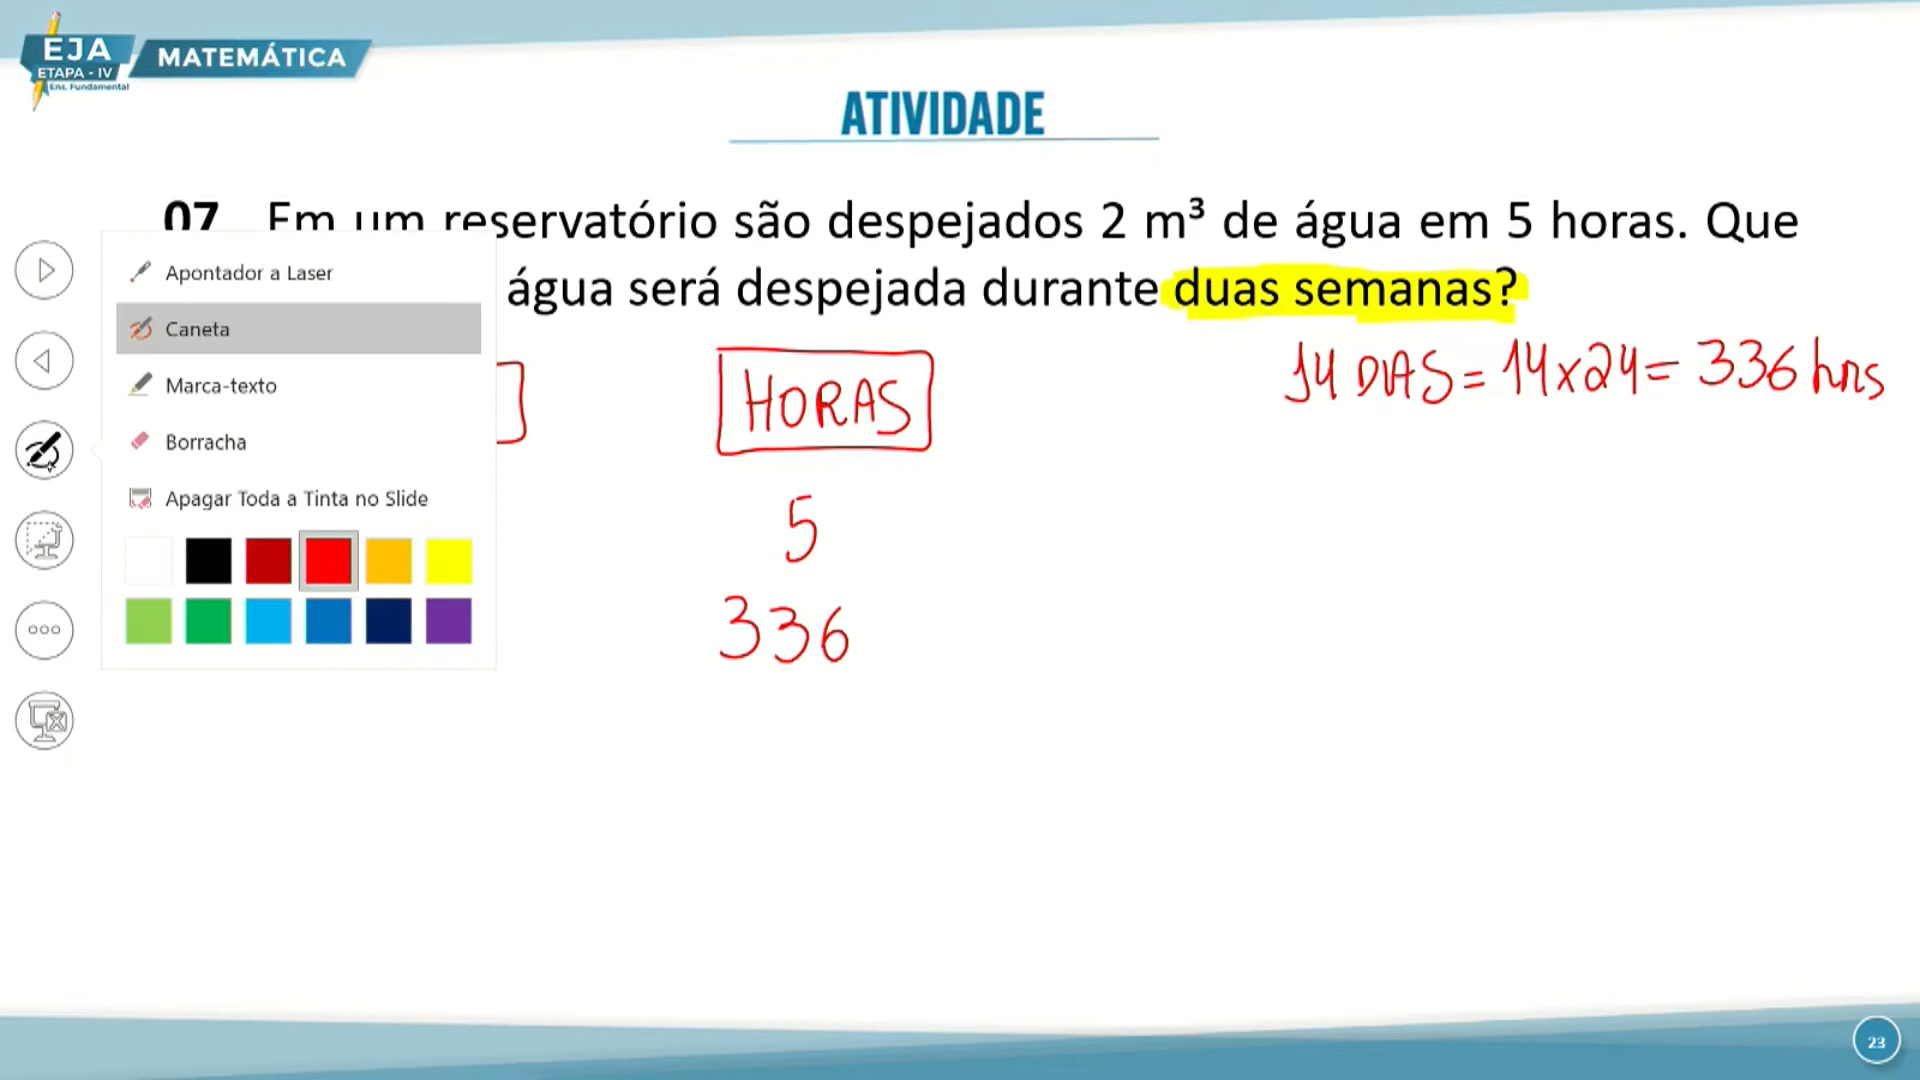 EJA
ETAPA - IV
Ens. Fundamental
MATEMÁTICA
ATIVIDADE
07 Em um reservatório são despejados 2 m³ de água em 5 horas. Que
água será despejada durante duas semanas?
14 DIAS = 14x24 = 336 hrs
HORAS
5
336
Apontador a Laser
Caneta
Marca-texto
Borracha
Apagar Toda a Tinta no Slide
23